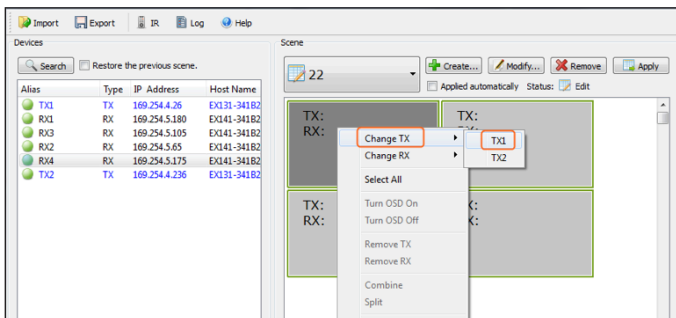 Import Export IR Log Help
Devices
Search Restore the previous scene.
Alias Type IP Address Host Name
TX1 TX 169.254.4.26 EX131-341B2
RX1 RX 169.254.5.180 EX141-341B2
RX3 RX 169.254.5.105 EX141-341B2
RX2 RX 169.254.5.65 EX141-341B2
RX4 RX 169.254.5.175 EX141-341B2
TX2 TX 169.254.4.236 EX131-341B2
Scene
22
Create... Modify... Remove Apply
Applied automatically Status: Edit
TX:
RX:
TX:
TX:
RX:
Change TX
Change RX
Select All
Turn OSD On
Turn OSD Off
Remove TX
Remove RX
Combine
Split
TX1
TX2